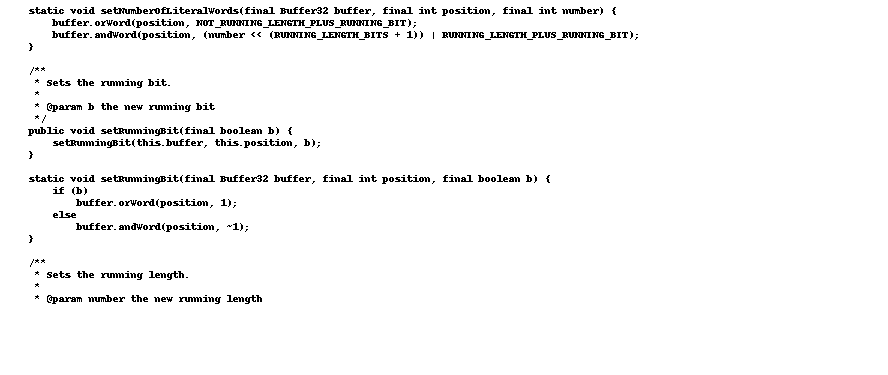 static void setNumberOfLiteralWords(final Buffer32 buffer, final int position, final int number) {
    buffer.orWord(position, NOT_RUNNING_LENGTH_PLUS_RUNNING_BIT);
    buffer.andWord(position, (number << (RUNNING_LENGTH_BITS + 1)) | RUNNING_LENGTH_PLUS_RUNNING_BIT);
}

/**
 * Sets the running bit.
 *
 * @param b the new running bit
 */
public void setRunningBit(final boolean b) {
    setRunningBit(this.buffer, this.position, b);
}

static void setRunningBit(final Buffer32 buffer, final int position, final boolean b) {
    if (b)
        buffer.orWord(position, 1);
    else
        buffer.andWord(position, ~1);
}

/**
 * Sets the running length.
 *
 * @param number the new running length